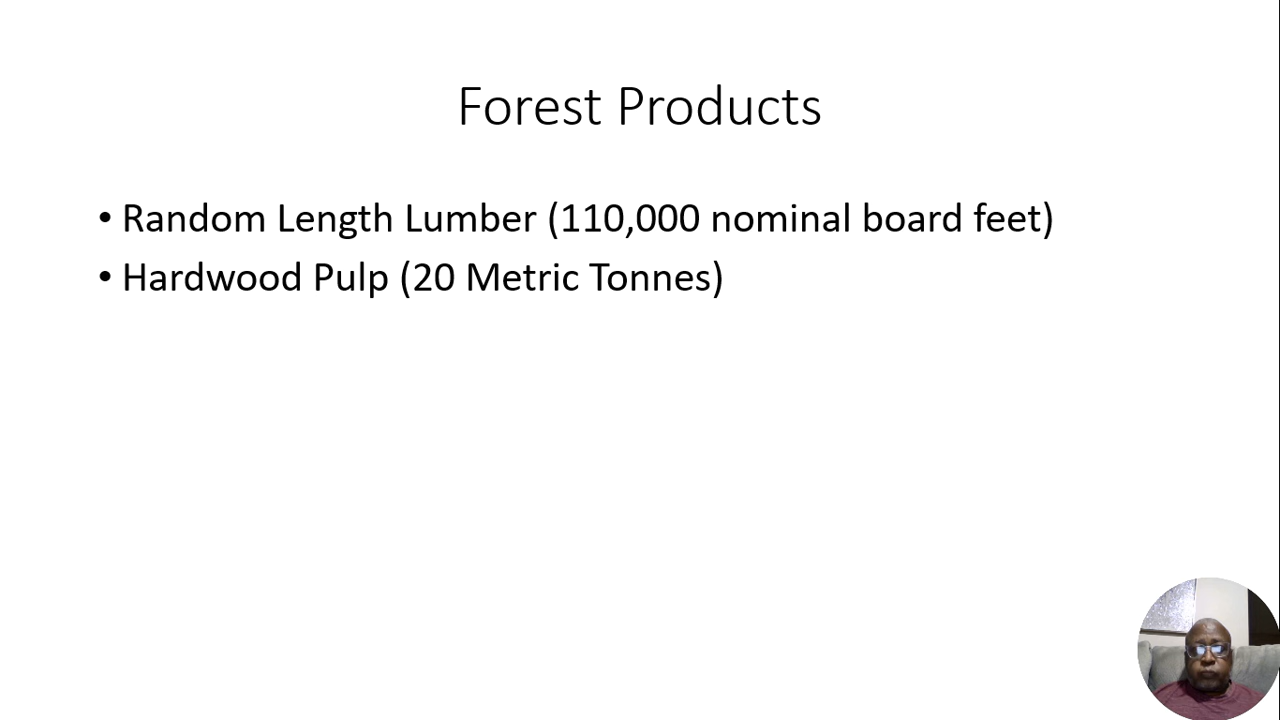 Forest Products
• Random Length Lumber (110,000 nominal board feet)
• Hardwood Pulp (20 Metric Tonnes)